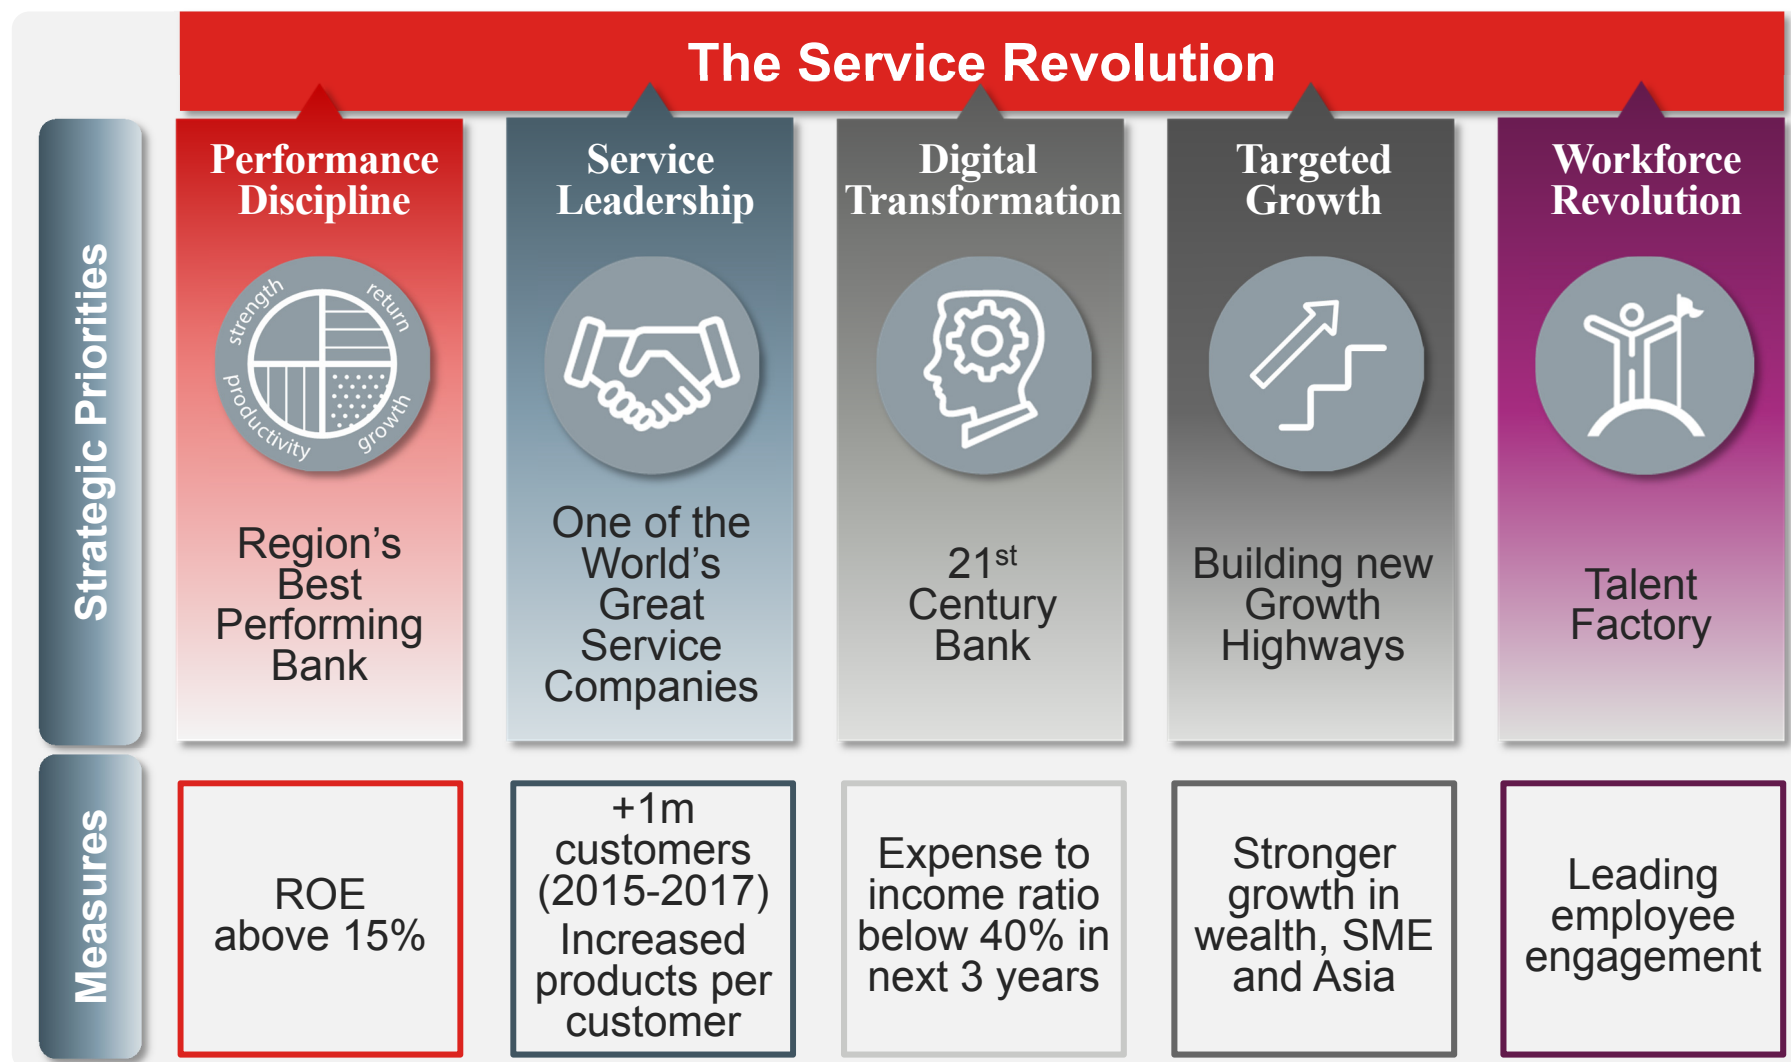 The Service Revolution
Strategic Priorities
Performance
Discipline
strength
return
productivity
growth
Region’s
Best
Performing
Bank
Service
Leadership
One of the
World’s
Great
Service
Companies
Digital
Transformation
21st
Century
Bank
Targeted
Growth
Building new
Growth
Highways
Workforce
Revolution
Talent
Factory
Measures
ROE
above 15%
+1m
customers
(2015-2017)
Increased
products per
customer
Expense to
income ratio
below 40% in
next 3 years
Stronger
growth in
wealth, SME
and Asia
Leading
employee
engagement